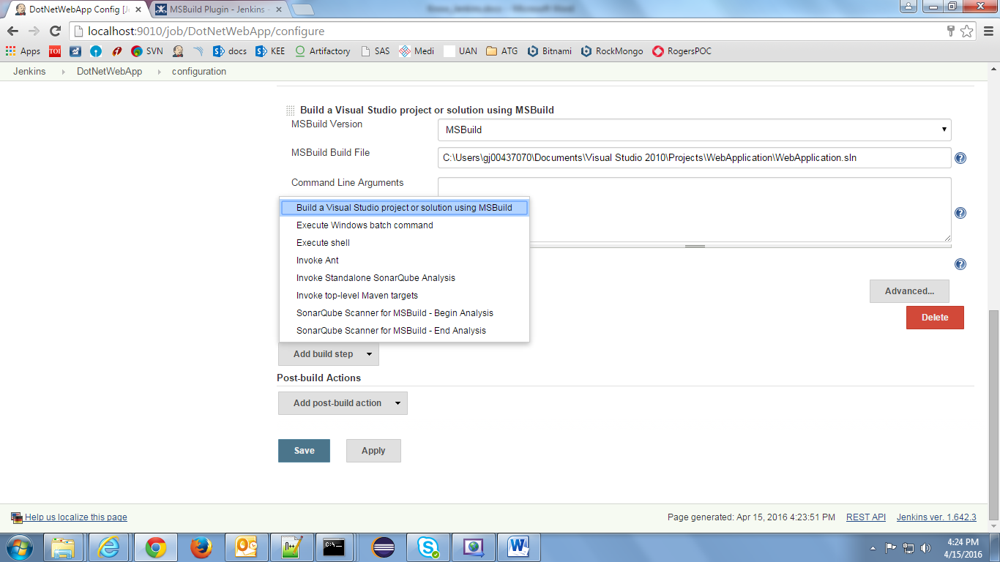 DotNetWebApp Config [Je
MSBuild Plugin - Jenkins -
localhost:9010/job/DotNetWebApp/configure
Apps TOI SVN docs KEE Artifactory SAS Medi UAN ATG Bitnami RockMongo RogersPOC
Jenkins DotNetWebApp configuration
Build a Visual Studio project or solution using MSBuild
MSBuild Version
MSBuild
MSBuild Build File
C:\Users\gj00437070\Documents\Visual Studio 2010\Projects\WebApplication\WebApplication.sln
Command Line Arguments
Build a Visual Studio project or solution using MSBuild
Execute Windows batch command
Execute shell
Invoke Ant
Invoke Standalone SonarQube Analysis
Invoke top-level Maven targets
SonarQube Scanner for MSBuild - Begin Analysis
SonarQube Scanner for MSBuild - End Analysis
Advanced...
Delete
Add build step
Post-build Actions
Add post-build action
Save Apply
Help us localize this page
Page generated: Apr 15, 2016 4:23:51 PM REST API Jenkins ver. 1.642.3
4:24 PM
4/15/2016